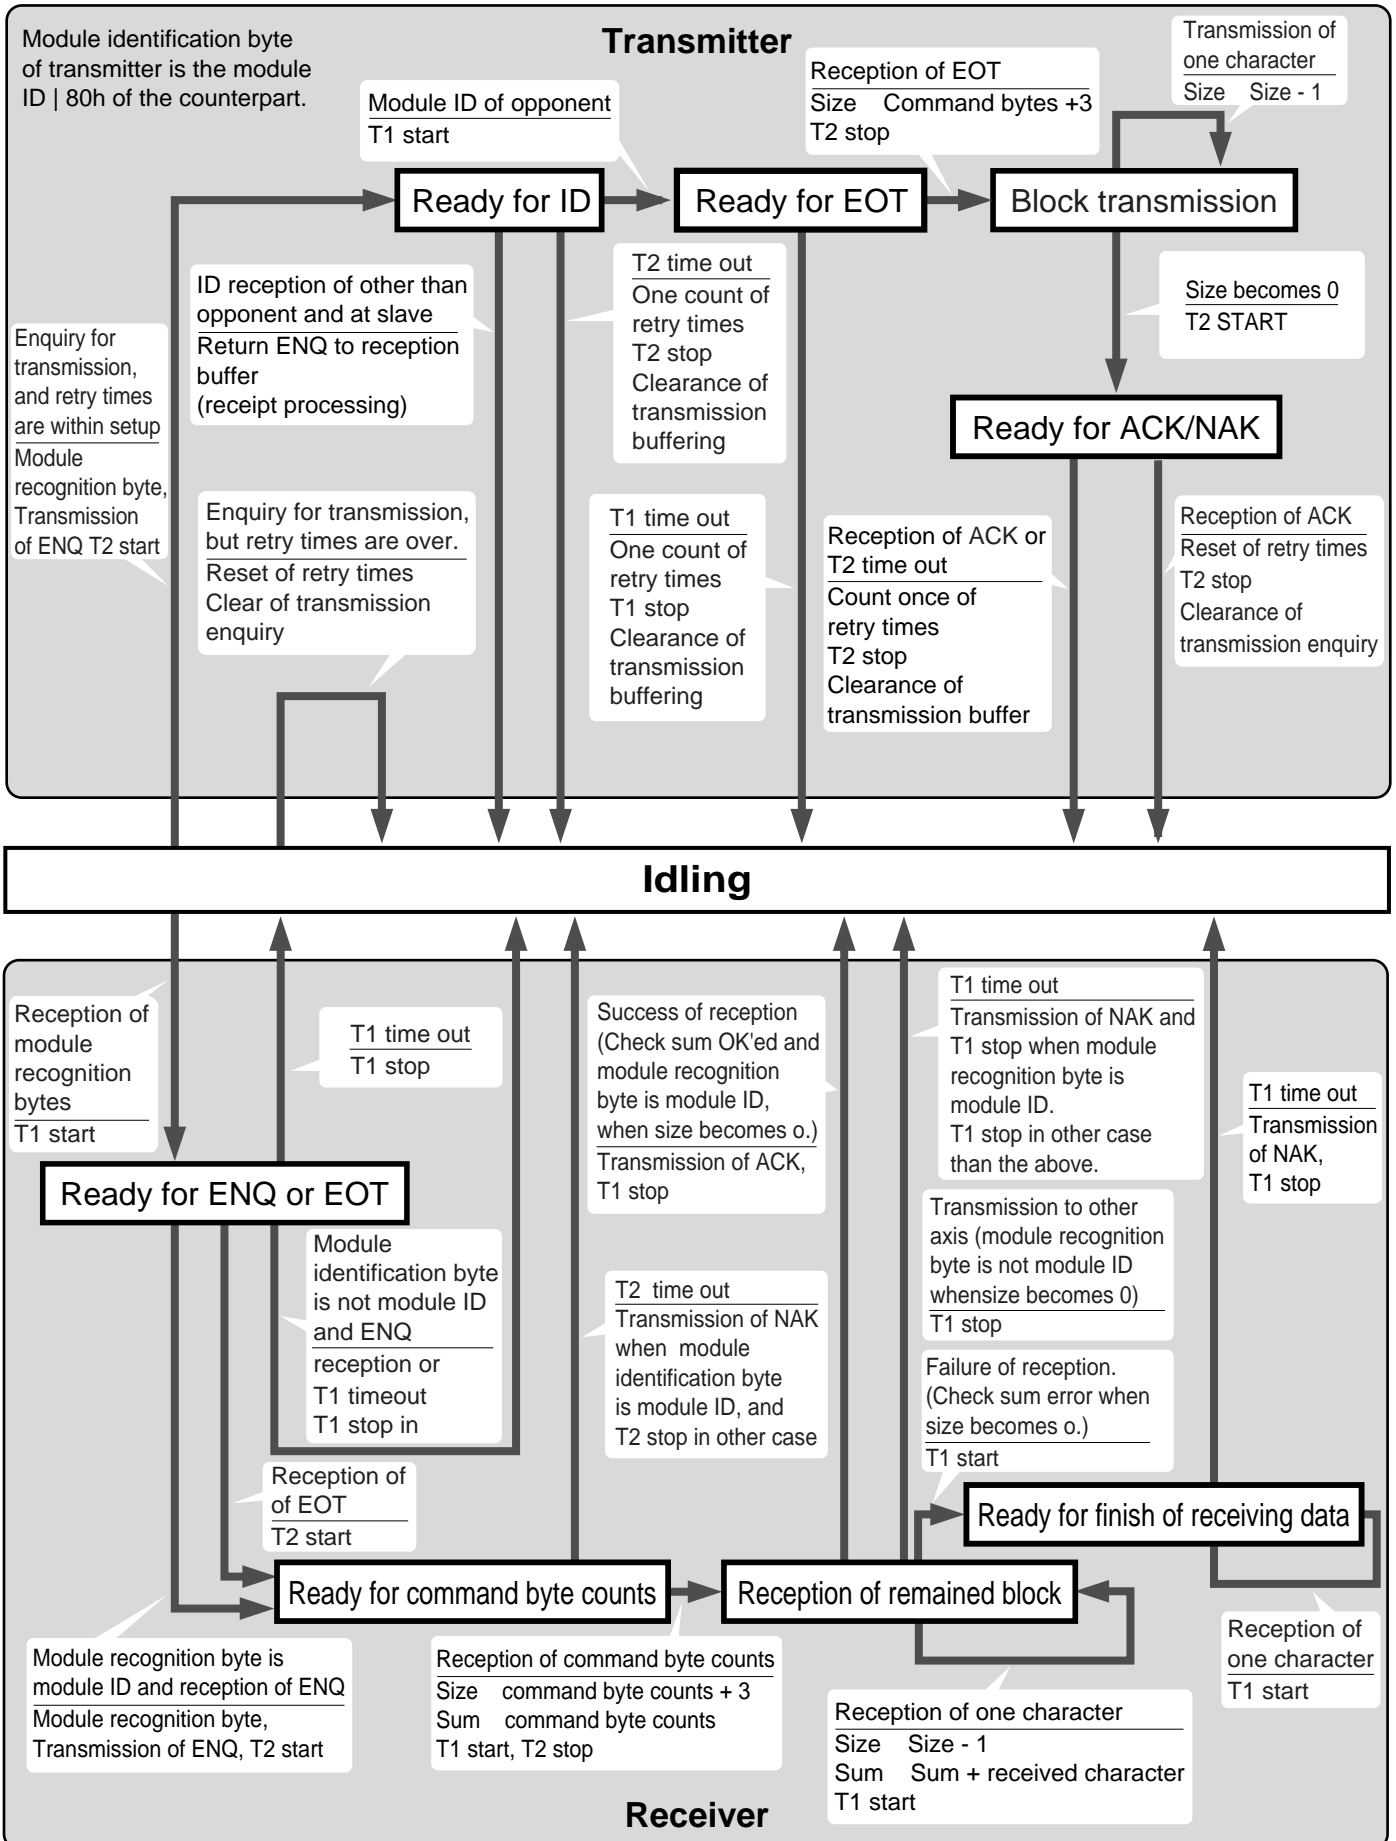 Module identification byte
of transmitter is the module
ID | 80h of the counterpart.
Transmitter
Transmission of
one character
Size Size - 1
Reception of EOT
Size Command bytes +3
T2 stop
Module ID of opponent
T1 start
Ready for ID
Ready for EOT
Block transmission
ID reception of other than
opponent and at slave
Return ENQ to reception
buffer
(receipt processing)
T2 time out
One count of
retry times
T2 stop
Clearance of
transmission
buffering
Size becomes 0
T2 START
Enquiry for
transmission,
and retry times
are within setup
Module
recognition byte,
Transmission
of ENQ T2 start
Ready for ACK/NAK
Enquiry for transmission,
but retry times are over.
Reset of retry times
Clear of transmission
enquiry
T1 time out
One count of
retry times
T1 stop
Clearance of
transmission
buffering
Reception of ACK or
T2 time out
Count once of
retry times
T2 stop
Clearance of
transmission buffer
Reception of ACK
Reset of retry times
T2 stop
Clearance of
transmission enquiry
Idling
Reception of
module
recognition
bytes
T1 start
T1 time out
T1 stop
Success of reception
(Check sum OK'ed and
module recognition
byte is module ID,
when size becomes o.)
Transmission of ACK,
T1 stop
T1 time out
Transmission of NAK and
T1 stop when module
recognition byte is
module ID.
T1 stop in other case
than the above.
T1 time out
Transmission
of NAK,
T1 stop
Ready for ENQ or EOT
Module
identification byte
is not module ID
and ENQ
reception or
T1 timeout
T1 stop in
T2 time out
Transmission of NAK
when module
identification byte
is module ID, and
T2 stop in other case
Transmission to other
axis (module recognition
byte is not module ID
whensize becomes 0)
T1 stop
Failure of reception.
(Check sum error when
size becomes o.)
T1 start
Reception of
of EOT
T2 start
Ready for finish of receiving data
Ready for command byte counts
Reception of remained block
Module recognition byte is
module ID and reception of ENQ
Module recognition byte,
Transmission of ENQ, T2 start
Reception of command byte counts
Size command byte counts + 3
Sum command byte counts
T1 start, T2 stop
Reception of one character
Size Size - 1
Sum Sum + received character
T1 start
Reception of
one character
T1 start
Receiver